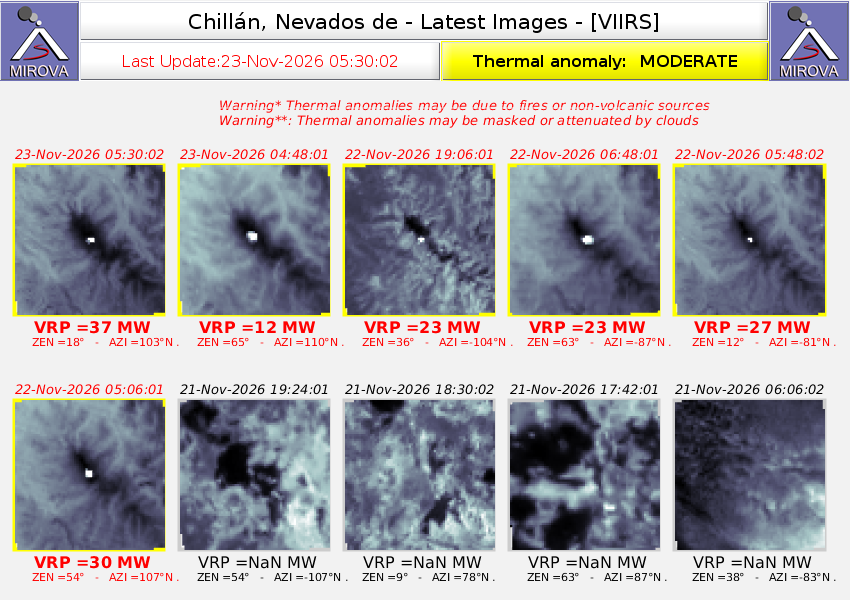 Chillán, Nevados de - Latest Images - [VIIRS]
MIROVA
Last Update:23-Nov-2026 05:30:02
Thermal anomaly: MODERATE
MIROVA
Warning* Thermal anomalies may be due to fires or non-volcanic sources
Warning**: Thermal anomalies may be masked or attenuated by clouds
23-Nov-2026 05:30:02
23-Nov-2026 04:48:01
22-Nov-2026 19:06:01
22-Nov-2026 06:48:01
22-Nov-2026 05:48:02
VRP =37 MW
VRP =12 MW
VRP =23 MW
VRP =23 MW
VRP =27 MW
ZEN =18° - AZI =103°N .
ZEN =65° - AZI =110°N .
ZEN =36° - AZI =-104°N .
ZEN =63° - AZI =-87°N .
ZEN =12° - AZI =-81°N .
22-Nov-2026 05:06:01
21-Nov-2026 19:24:01
21-Nov-2026 18:30:02
21-Nov-2026 17:42:01
21-Nov-2026 06:06:02
VRP =30 MW
VRP =NaN MW
VRP =NaN MW
VRP =NaN MW
VRP =NaN MW
ZEN =54° - AZI =107°N .
ZEN =54° - AZI =-107°N .
ZEN =9° - AZI =78°N .
ZEN =63° - AZI =87°N .
ZEN =38° - AZI =-83°N .